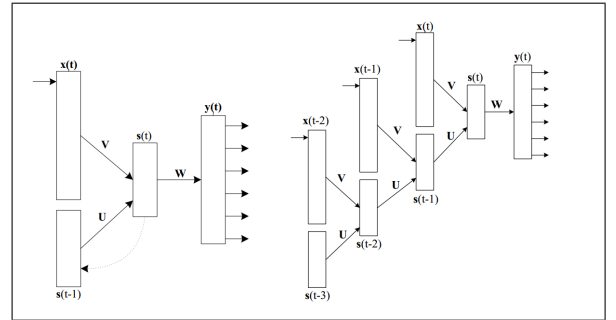 x(t)
V
s(t)
y(t)
W
U
s(t-1)
x(t)
x(t-1)
x(t-2)
V
s(t)
y(t)
W
V
U
s(t-1)
V
U
s(t-2)
U
s(t-3)